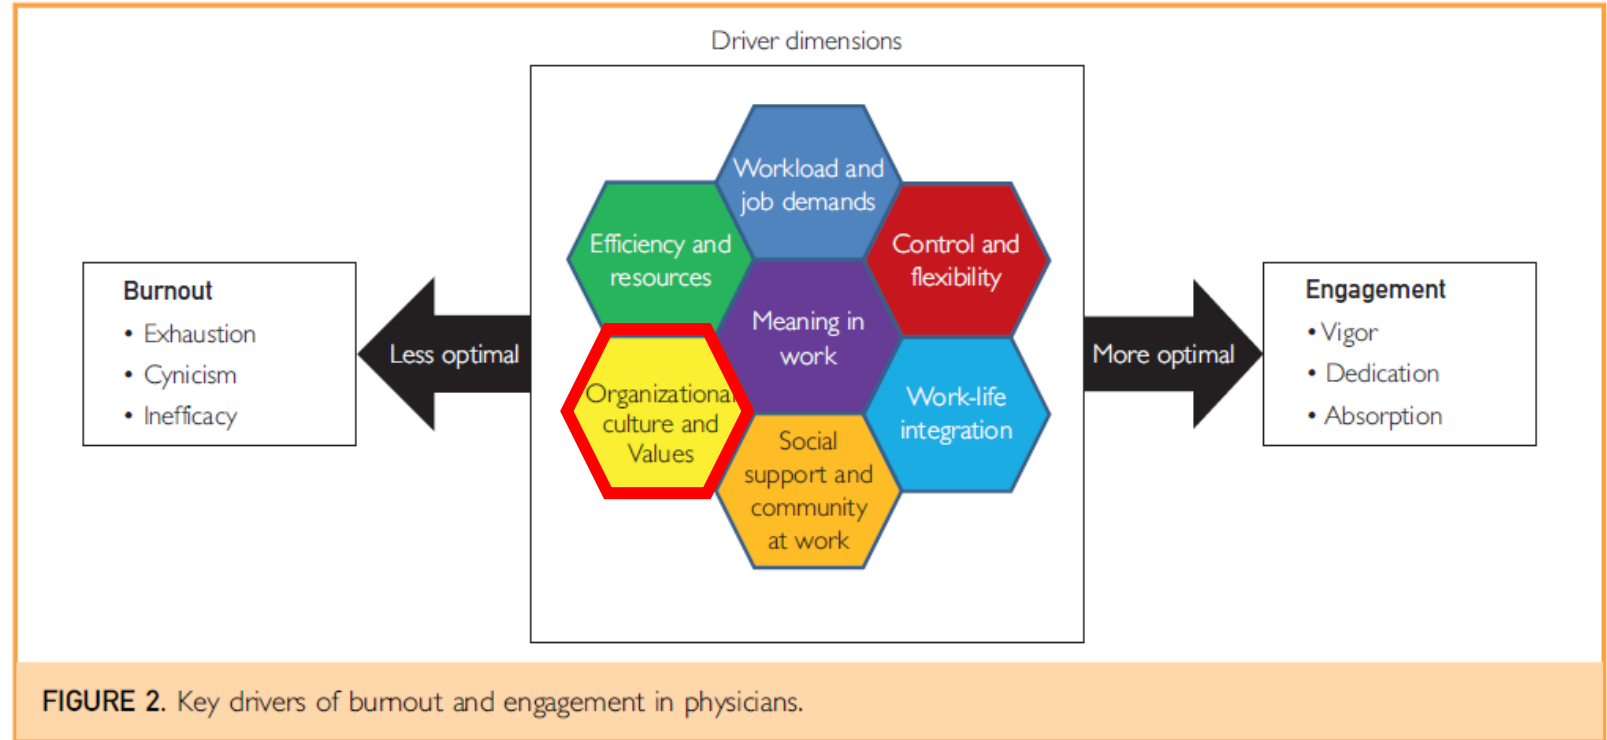 Driver dimensions
Workload and
job demands
Efficiency and
resources
Control and
flexibility
Meaning in
work
Organizational
culture and
Values
Work-life
integration
Social
support and
community
at work
Burnout
• Exhaustion
• Cynicism
• Inefficacy
Less optimal
More optimal
Engagement
• Vigor
• Dedication
• Absorption
FIGURE 2. Key drivers of burnout and engagement in physicians.